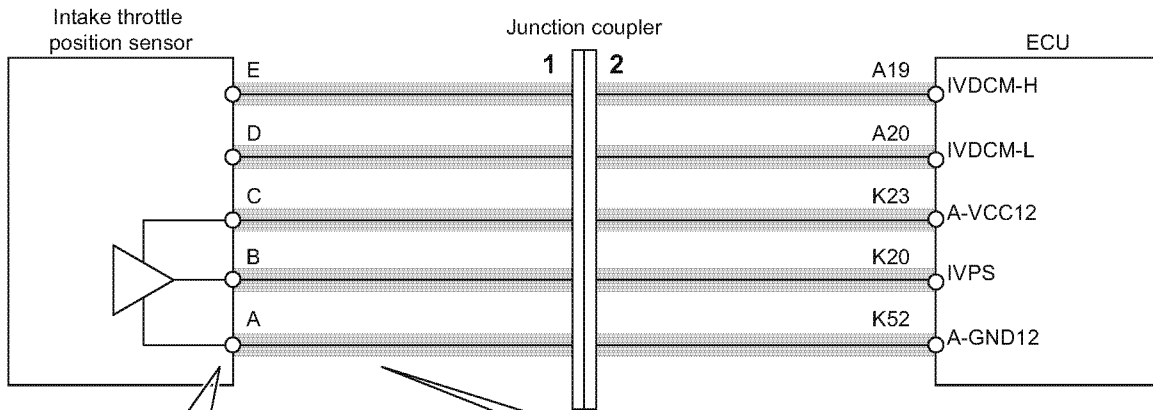 Intake throttle
position sensor
Junction coupler
ECU
1 2
E A19 IVDCM-H
D A20 IVDCM-L
C K23 A-VCC12
B K20 IVPS
A K52 A-GND12